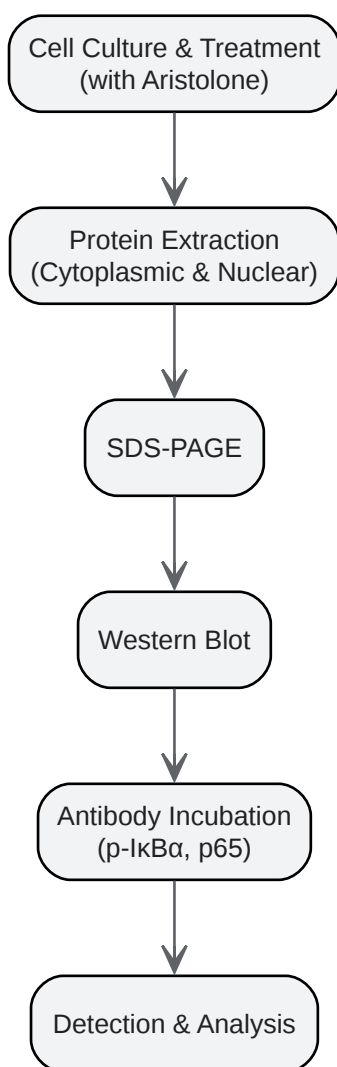 Cell Culture & Treatment
(with Aristolone)
Protein Extraction
(Cytoplasmic & Nuclear)
SDS-PAGE
Western Blot
Antibody Incubation
(p-IκBα, p65)
Detection & Analysis